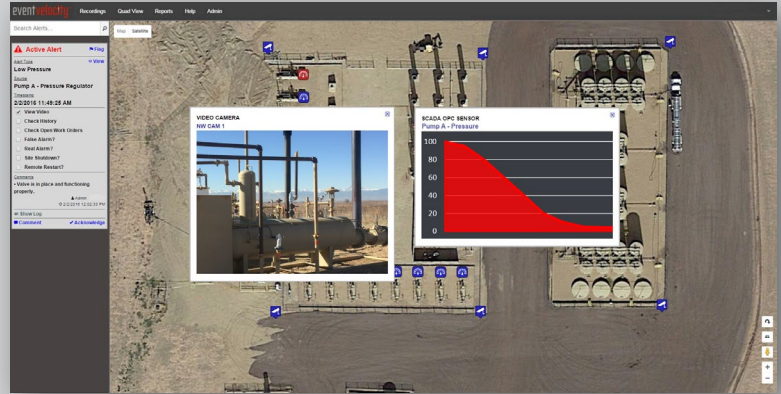 eventvelocity
Recordings Quad View Reports Help Admin
Search Alerts...
Map Satellite
Active Alert
Flag
Alert Type
View
Low Pressure
Source
Pump A - Pressure Regulator
Timestamp
2/2/2016 11:49:25 AM
View Video
Check History
Check Open Work Orders
False Alarm?
Real Alarm?
Site Shutdown?
Remote Restart?
Comments
• Valve is in place and functioning
properly.
Admin
Show Log
Comment
Acknowledge
VIDEO CAMERA
NW CAM 1
SCADA OPC SENSOR
Pump A - Pressure
100
80
60
40
20
0